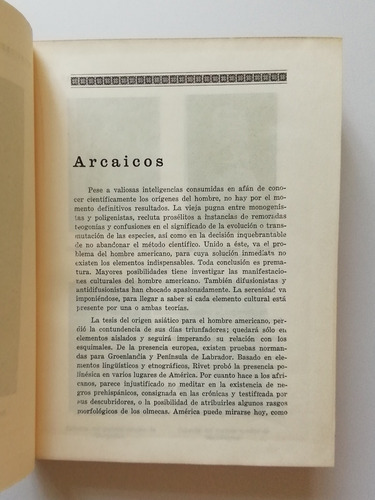 Arcaicos
Pese a valiosas inteligencias consumidas en afán de cono-
cer científicamente los orígenes del hombre, no hay por el mo-
mento definitivos resultados. La vieja pugna entre monogenis-
tas y poligenistas, recluta prosélitos a instancias de remozadas
teogonías y confusiones en el significado de la evolución o trans-
mutación de las especies, así como en la decisión inquebrantable
de no abandonar el método científico. Unido a éste, va el pro-
blema del hombre americano, para cuya solución inmediata no
existen los elementos indispensables. Toda conclusión es prema-
tura. Mayores posibilidades tiene investigar las manifestacio-
nes culturales del hombre americano. También difusionistas y
antidifusionistas han chocado apasionadamente. La serenidad va
imponiéndose, para llegar a saber si cada elemento cultural está
presente por una o ambas teorías.
La tesis del origen asiático para el hombre americano, per-
dió la contundencia de sus días triunfadores; quedará sólo en
elementos aislados y seguirá imperando su relación con los
esquimales. De la presencia europea, existen pruebas norman-
das para Groenlandia y Península de Labrador. Basado en ele-
mentos lingüísticos y etnográficos, Rivet probó la presencia poli-
nésica en varios lugares de América. Por cuanto hace a los afri-
canos, parece injustificado no meditar en la existencia de ne-
gros prehispánicos, consignada en las crónicas y testificada por
sus descubridores, o la posibilidad de atribuirles algunos rasgos
morfológicos de los olmecas. América puede mirarse hoy, como